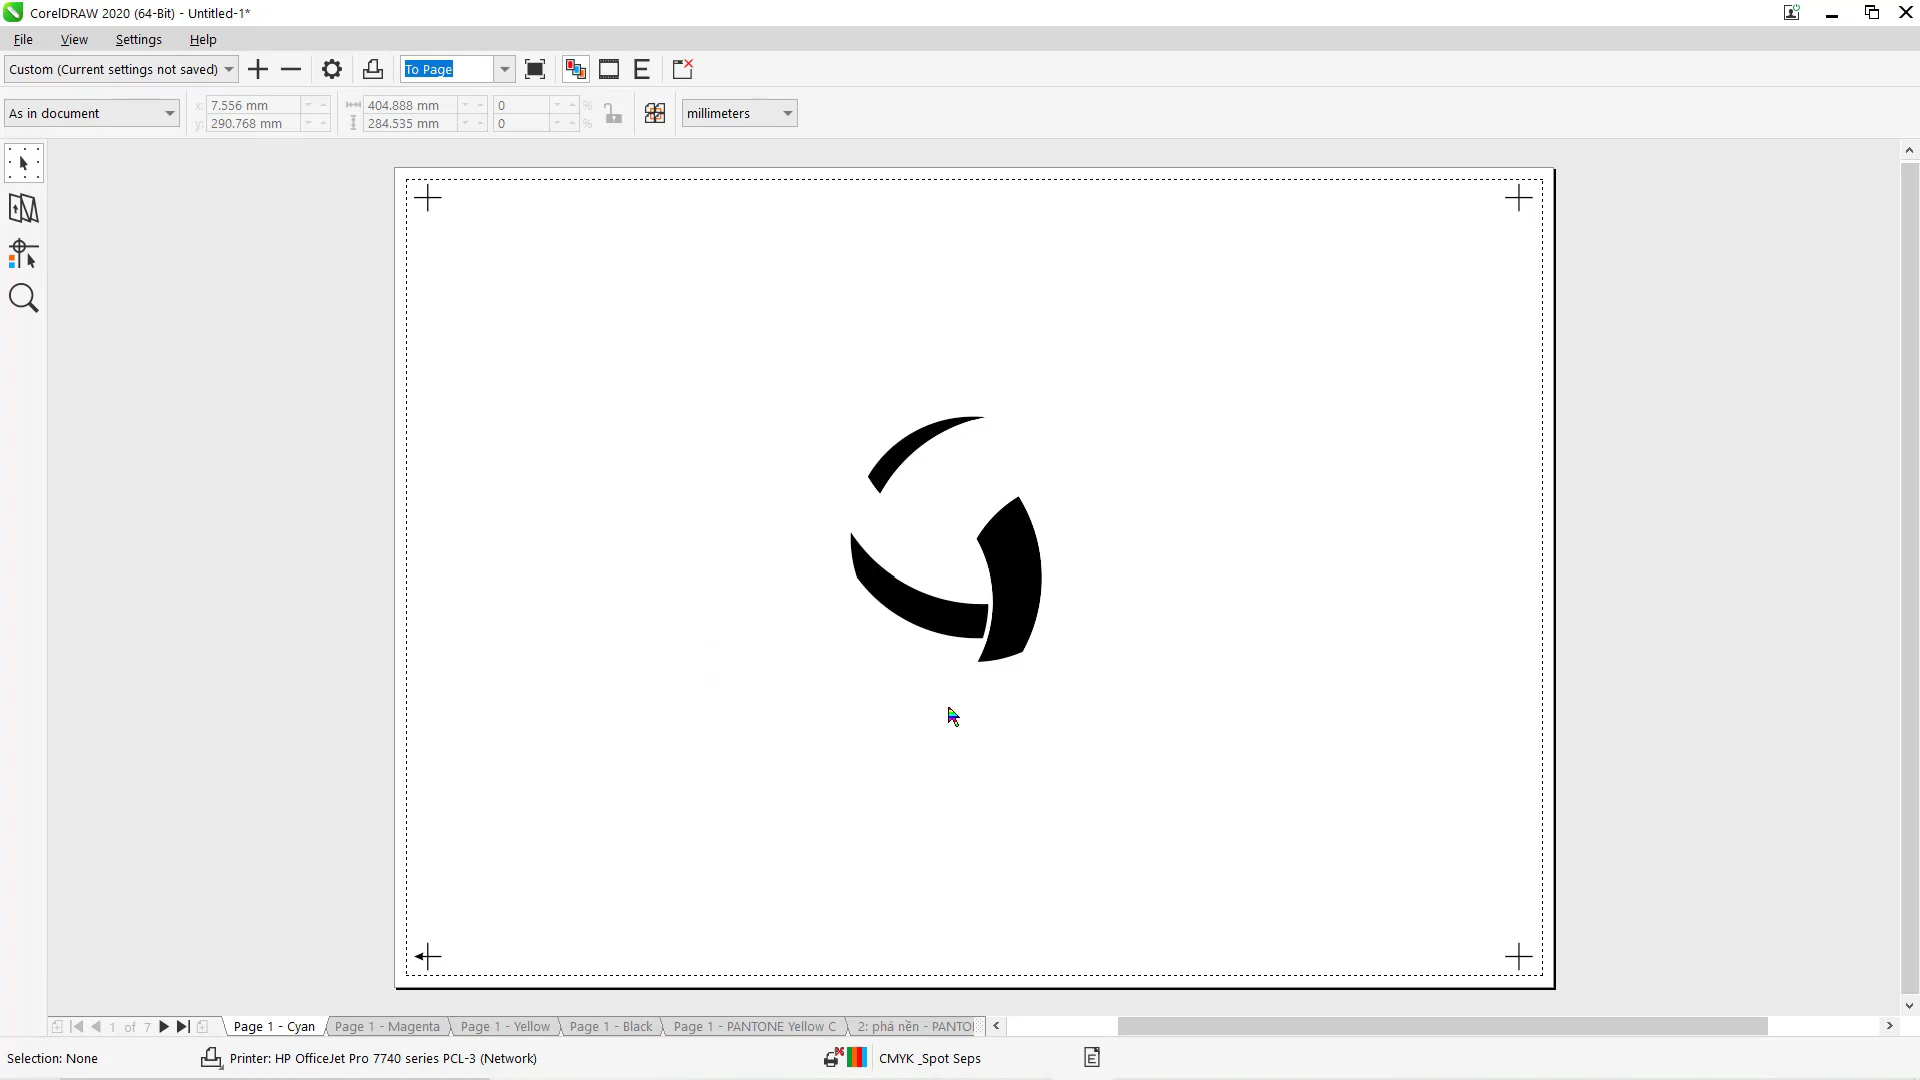 CorelDRAW 2020 (64-Bit) - Untitled-1*
File View Settings Help
Custom (Current settings not saved) To Page E
As in document x: 7.556 mm 404.888 mm 0 % millimeters
y: 290.768 mm 284.535 mm 0 %
1 of 7 Page 1 - Cyan Page 1 - Magenta Page 1 - Yellow Page 1 - Black Page 1 - PANTONE Yellow C 2: phá nền - PANTO
Selection: None Printer: HP OfficeJet Pro 7740 series PCL-3 (Network) CMYK _Spot Seps E